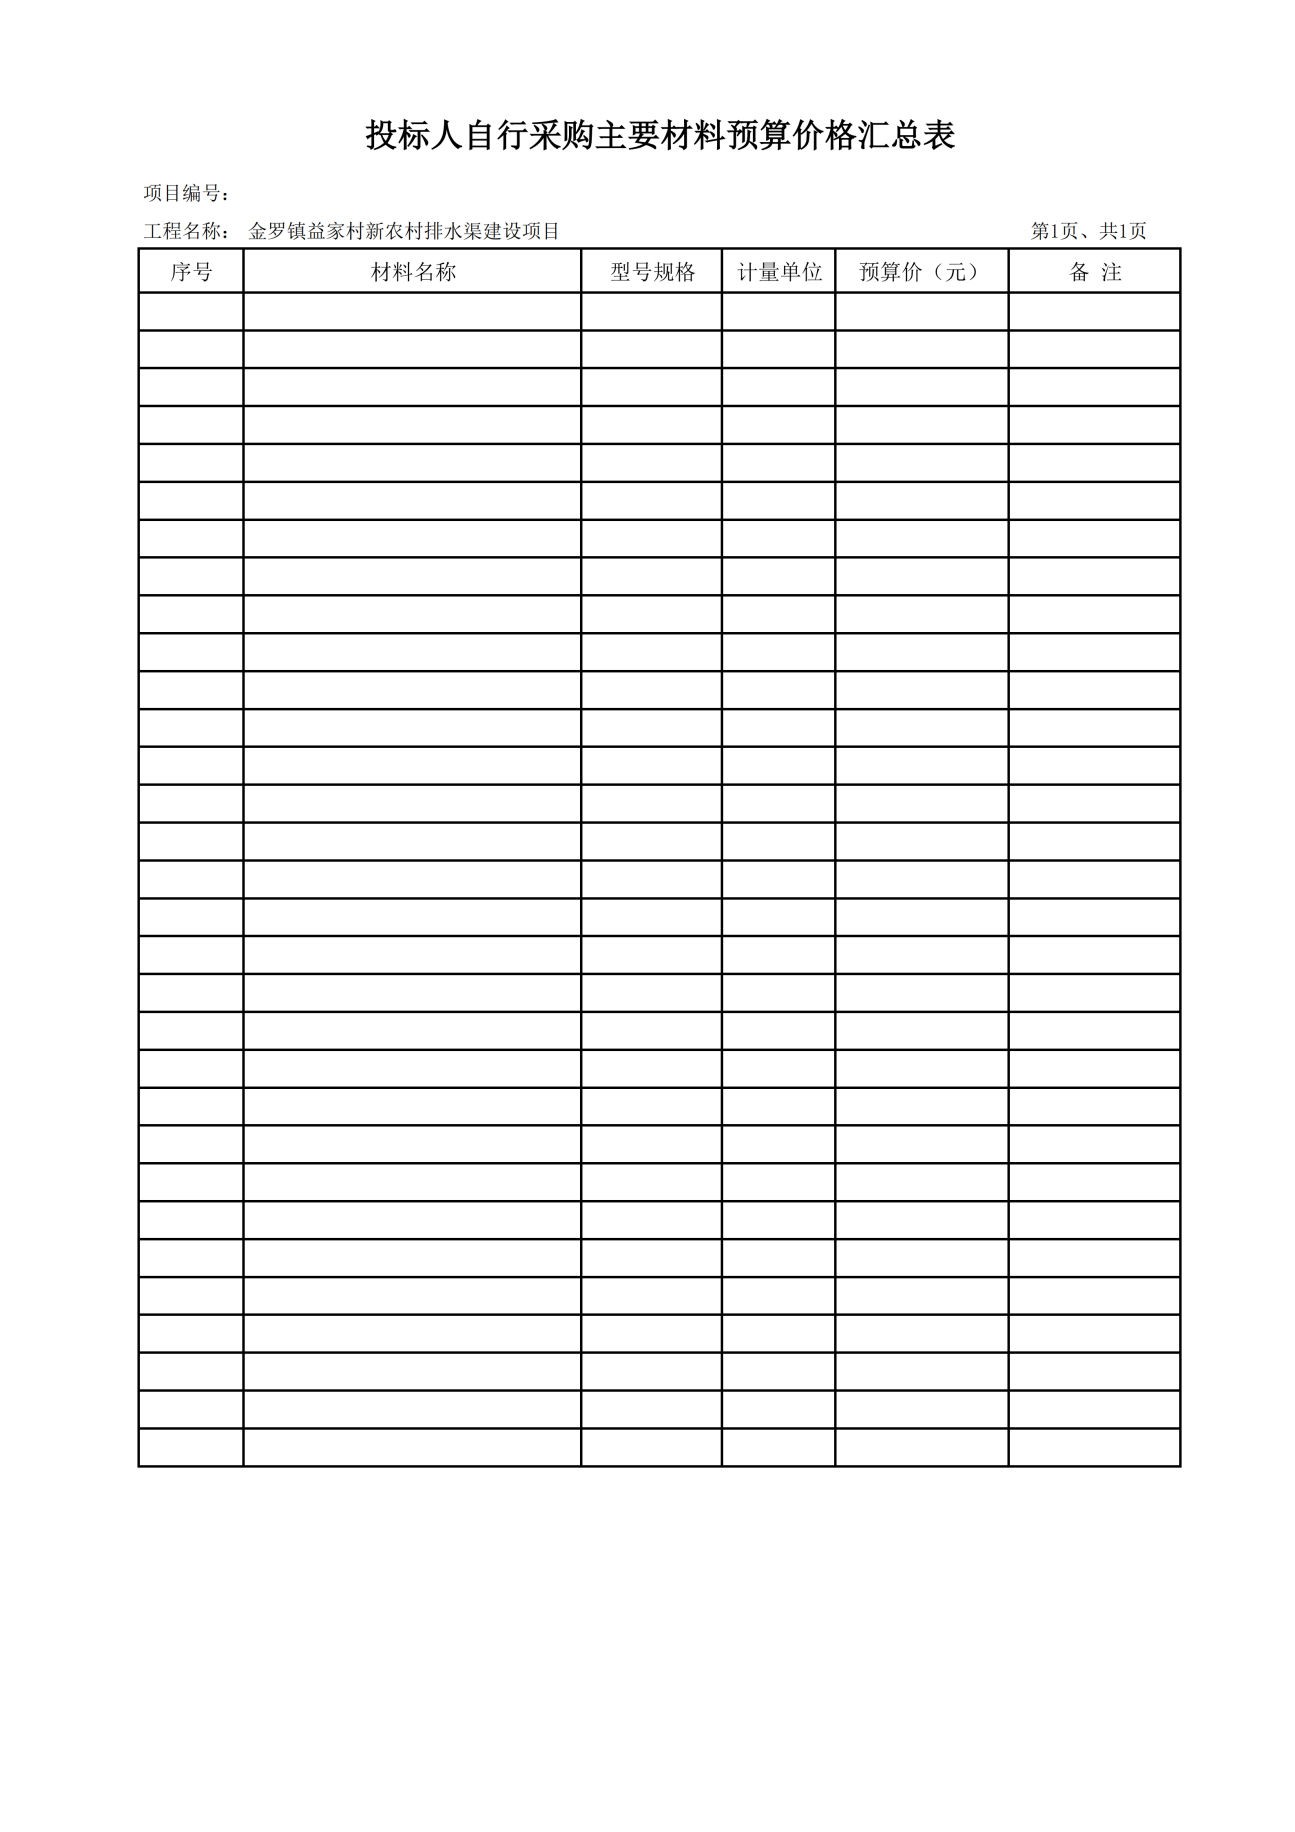 投标人自行采购主要材料预算价格汇总表
项目编号：
工程名称： 金罗镇益家村新农村排水渠建设项目 第1页、共1页
序号 材料名称 型号规格 计量单位 预算价（元） 备 注